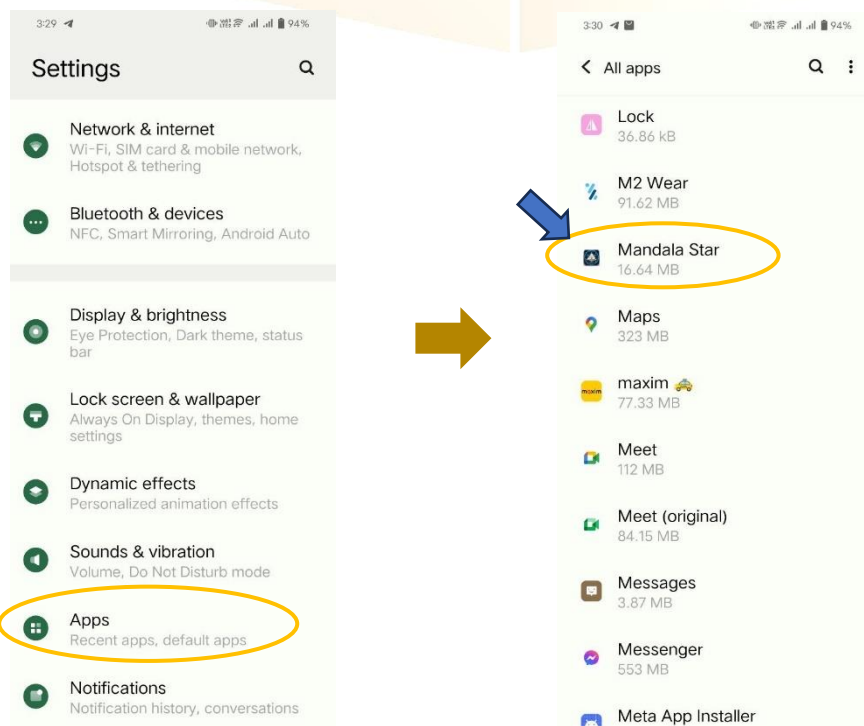 3:29
94%
Settings
Network & internet
Wi-Fi, SIM card & mobile network,
Hotspot & tethering
Bluetooth & devices
NFC, Smart Mirroring, Android Auto
Display & brightness
Eye Protection, Dark theme, status
bar
Lock screen & wallpaper
Always On Display, themes, home
settings
Dynamic effects
Personalized animation effects
Sounds & vibration
Volume, Do Not Disturb mode
Apps
Recent apps, default apps
Notifications
Notification history, conversations
3:30
94%
All apps
Lock
36.86 kB
M2 Wear
91.62 MB
Mandala Star
16.64 MB
Maps
323 MB
maxim
maxim 🚕
77.33 MB
Meet
112 MB
Meet (original)
84.15 MB
Messages
3.87 MB
Messenger
553 MB
Meta App Installer